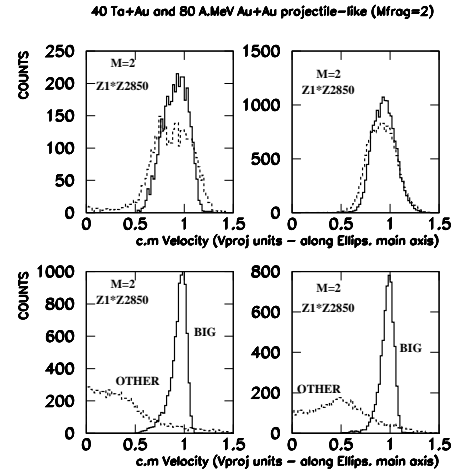 40 Ta+Au and 80 A.MeV Au+Au projectile-like (Mfrag=2)
COUNTS
250
200
150
100
50
0
M=2
Z1*Z2850
0 0.5 1 1.5
c.m Velocity (Vproj units - along Ellips. main axis)
1500
1000
500
0
M=2
Z1*Z2850
0 0.5 1 1.5
COUNTS
1000
800
600
400
200
0
M=2
Z1*Z2850
BIG
OTHER
0 0.5 1 1.5
800
600
400
200
0
M=2
Z1*Z2850
BIG
OTHER
0 0.5 1 1.5
c.m Velocity (Vproj units - along Ellips. main axis)